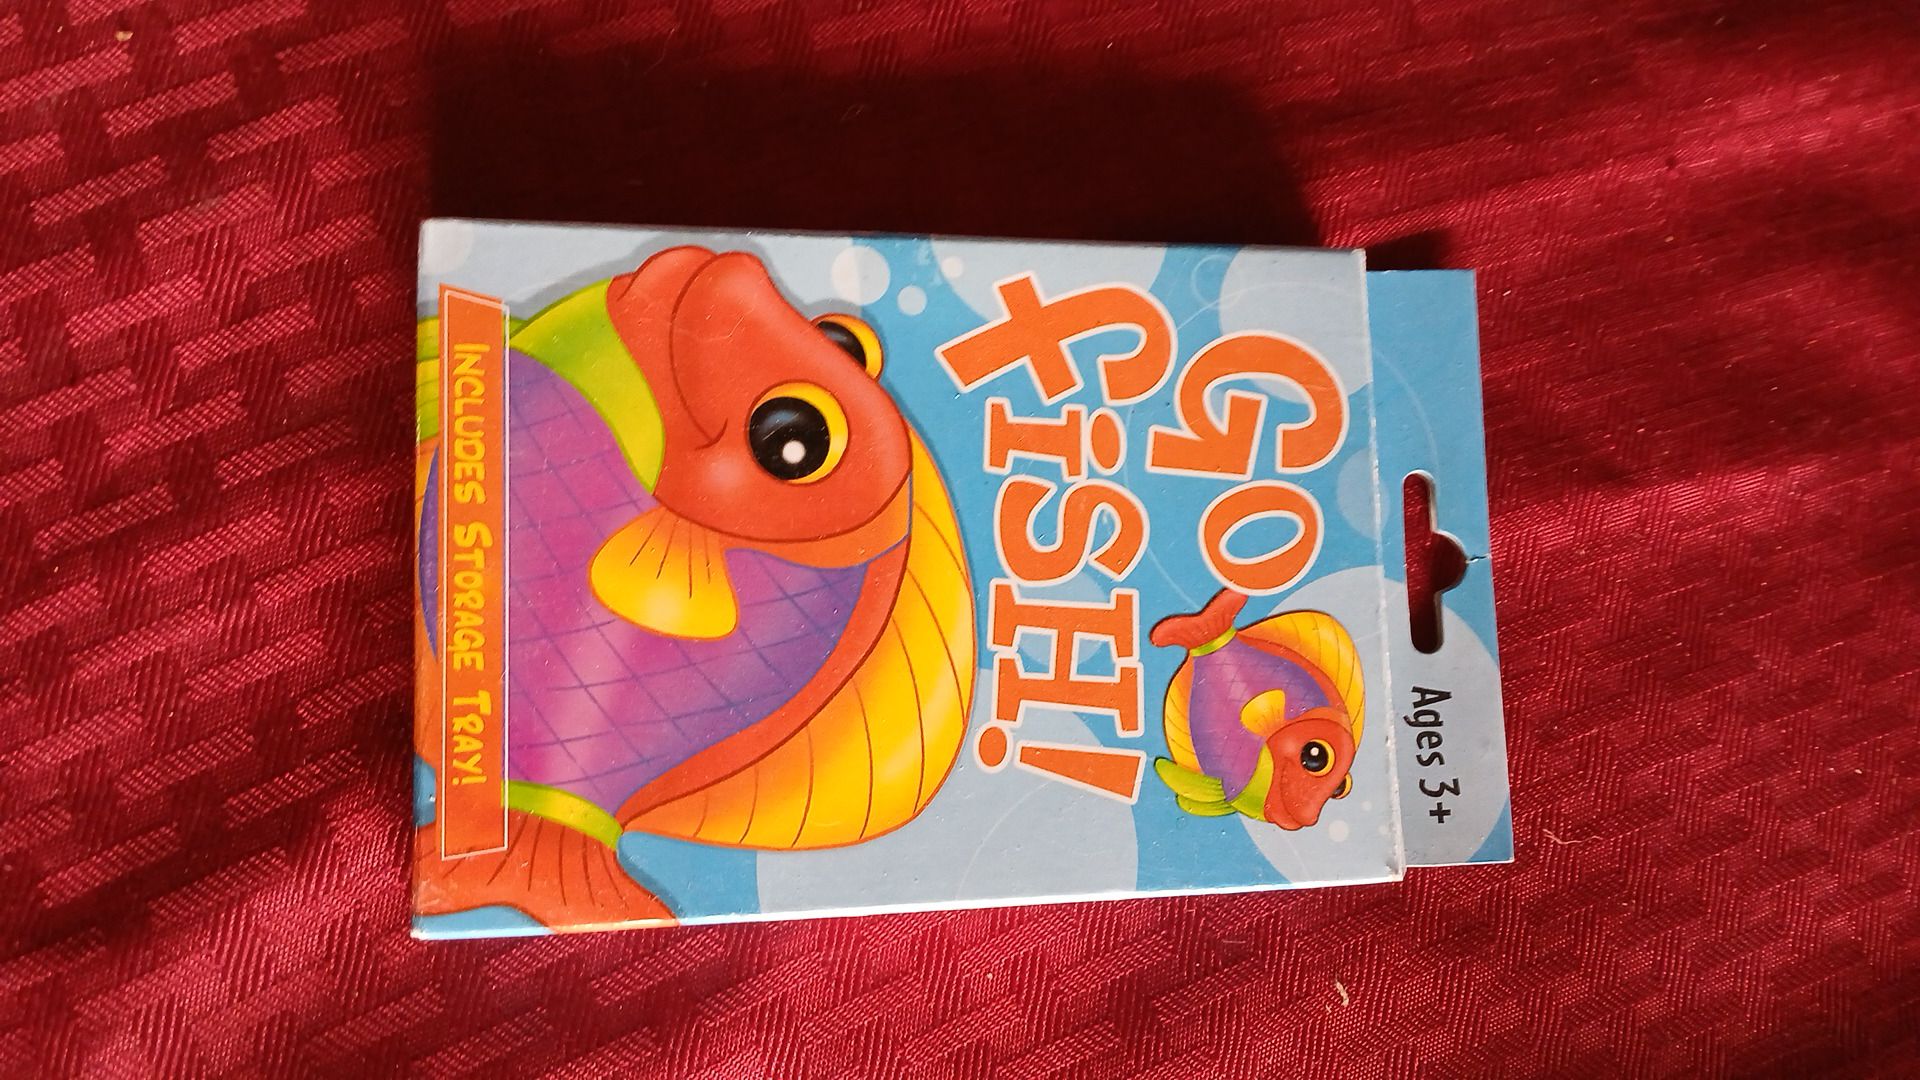 Ages 3+
Go
fiSH!
INCLUDES STORAGE TRAY!